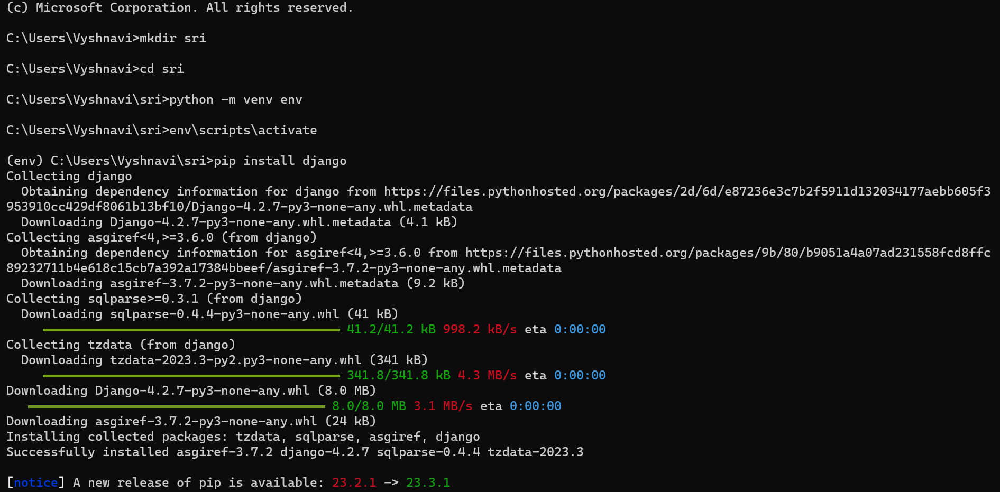 (c) Microsoft Corporation. All rights reserved.
C:\Users\Vyshnavi>mkdir sri
C:\Users\Vyshnavi>cd sri
C:\Users\Vyshnavi\sri>python -m venv env
C:\Users\Vyshnavi\sri>env\scripts\activate
(env) C:\Users\Vyshnavi\sri>pip install django
Collecting django
  Obtaining dependency information for django from https://files.pythonhosted.org/packages/2d/6d/e87236e3c7b2f5911d132034177aebb605f3
953910cc429df8061b13bf10/Django-4.2.7-py3-none-any.whl.metadata
  Downloading Django-4.2.7-py3-none-any.whl.metadata (4.1 kB)
Collecting asgiref<4,>=3.6.0 (from django)
  Obtaining dependency information for asgiref<4,>=3.6.0 from https://files.pythonhosted.org/packages/9b/80/b9051a4a07ad231558fcd8ffc
89232711b4e618c15cb7a392a17384bbeef/asgiref-3.7.2-py3-none-any.whl.metadata
  Downloading asgiref-3.7.2-py3-none-any.whl.metadata (9.2 kB)
Collecting sqlparse>=0.3.1 (from django)
  Downloading sqlparse-0.4.4-py3-none-any.whl (41 kB)
41.2/41.2 kB 998.2 kB/s eta 0:00:00
Collecting tzdata (from django)
  Downloading tzdata-2023.3-py2.py3-none-any.whl (341 kB)
341.8/341.8 kB 4.3 MB/s eta 0:00:00
Downloading Django-4.2.7-py3-none-any.whl (8.0 MB)
8.0/8.0 MB 3.1 MB/s eta 0:00:00
Downloading asgiref-3.7.2-py3-none-any.whl (24 kB)
Installing collected packages: tzdata, sqlparse, asgiref, django
Successfully installed asgiref-3.7.2 django-4.2.7 sqlparse-0.4.4 tzdata-2023.3
[notice] A new release of pip is available: 23.2.1 -> 23.3.1